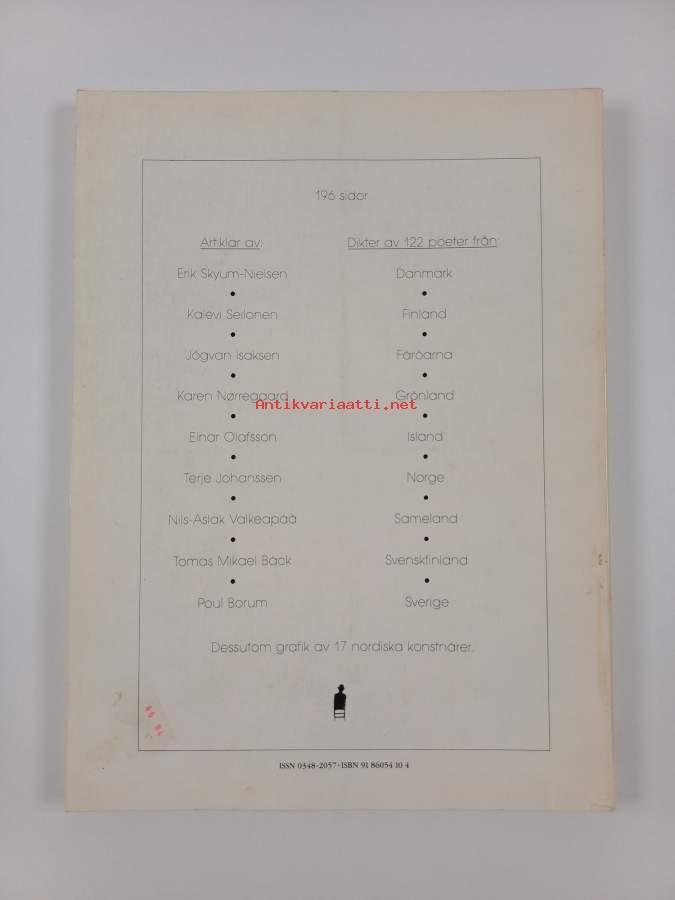 196 sidor
Artiklar av: Dikter av 122 poeter från:
Erik Skyum-Nielsen Danmark
Kalevi Seilonen Finland
Jógvan Isaksen Färöarna
Karen Nørregaard Grönland
Antikvariaatti.net
Einar Olafsson Island
Terje Johanssen Norge
Nils-Aslak Valkeapää Sameland
Tomas Mikael Bäck Svenskfinland
Poul Borum Sverige
Dessutom grafik av 17 nordiska konstnärer.
ISSN 0348-2057 • ISBN 91 86054 10 4